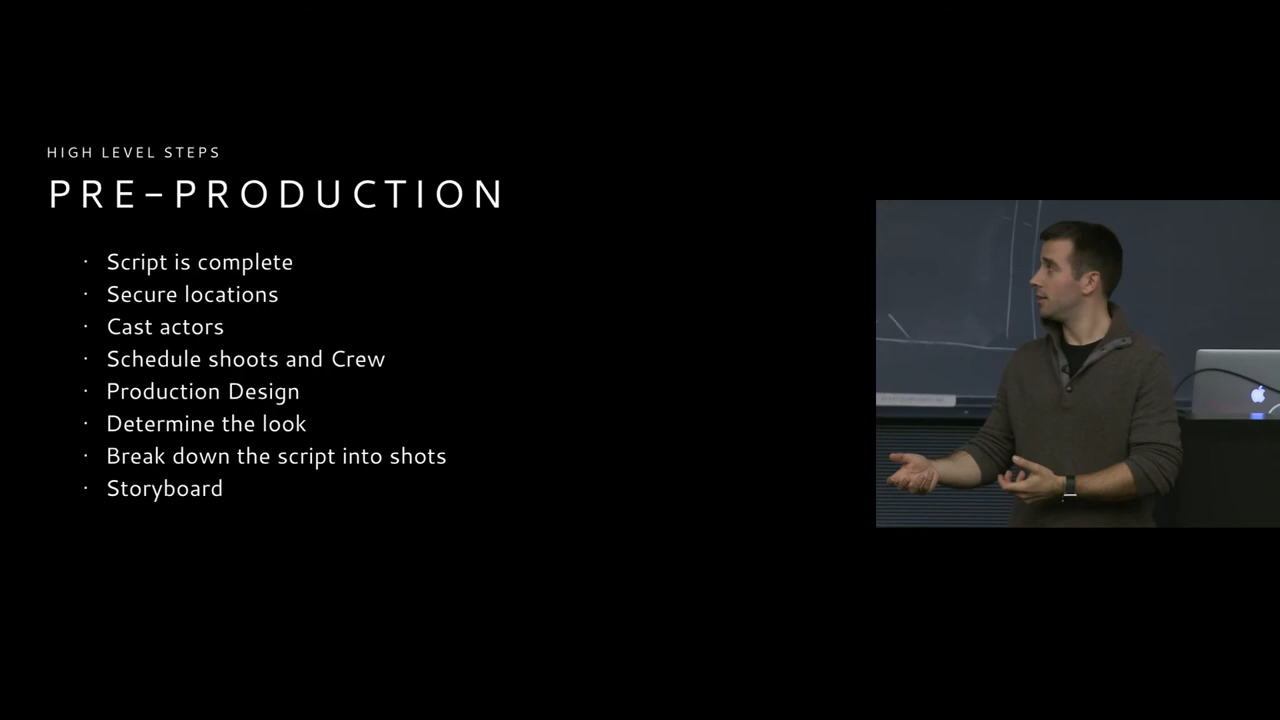 HIGH LEVEL STEPS
PRE-PRODUCTION
· Script is complete
· Secure locations
· Cast actors
· Schedule shoots and Crew
· Production Design
· Determine the look
· Break down the script into shots
· Storyboard